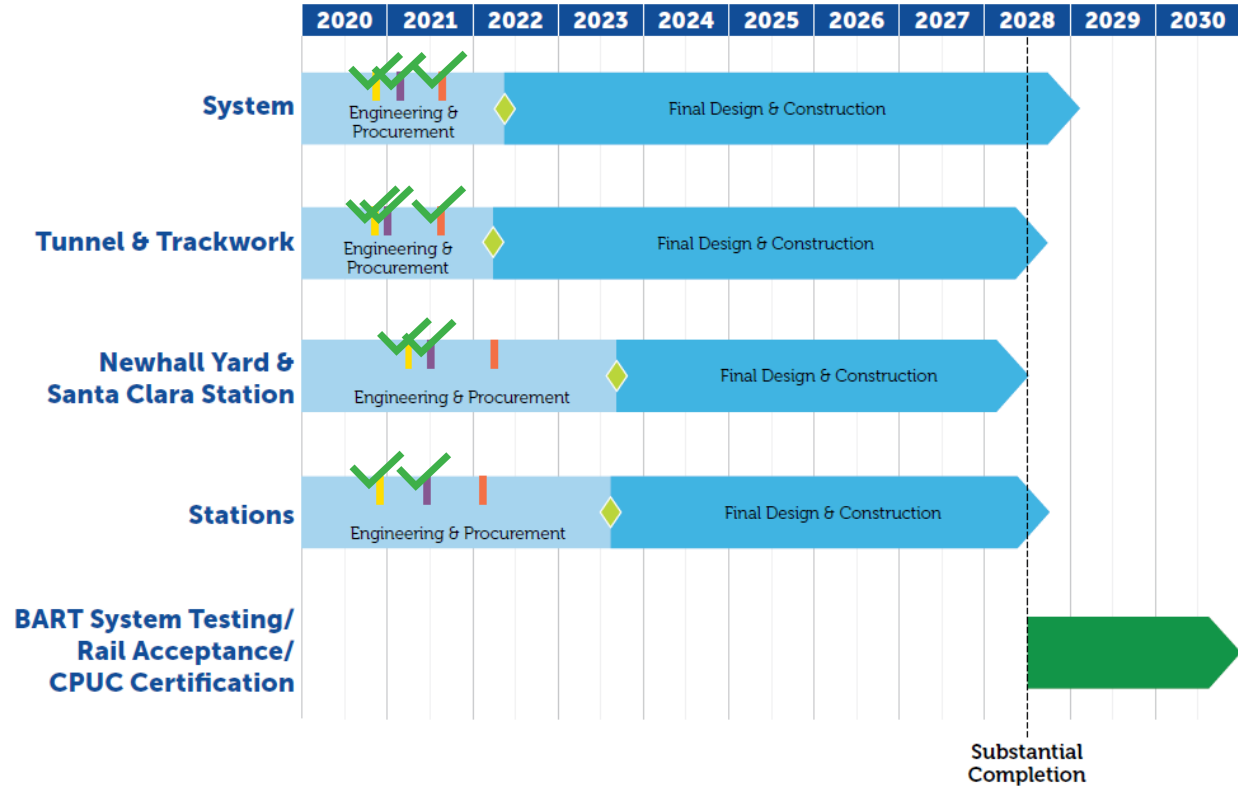 2020 2021 2022 2023 2024 2025 2026 2027 2028 2029 2030
System
Engineering &
Procurement
Final Design & Construction
Tunnel & Trackwork
Engineering &
Procurement
Final Design & Construction
Newhall Yard &
Santa Clara Station
Engineering & Procurement
Final Design & Construction
Stations
Engineering & Procurement
Final Design & Construction
BART System Testing/
Rail Acceptance/
CPUC Certification
Substantial
Completion